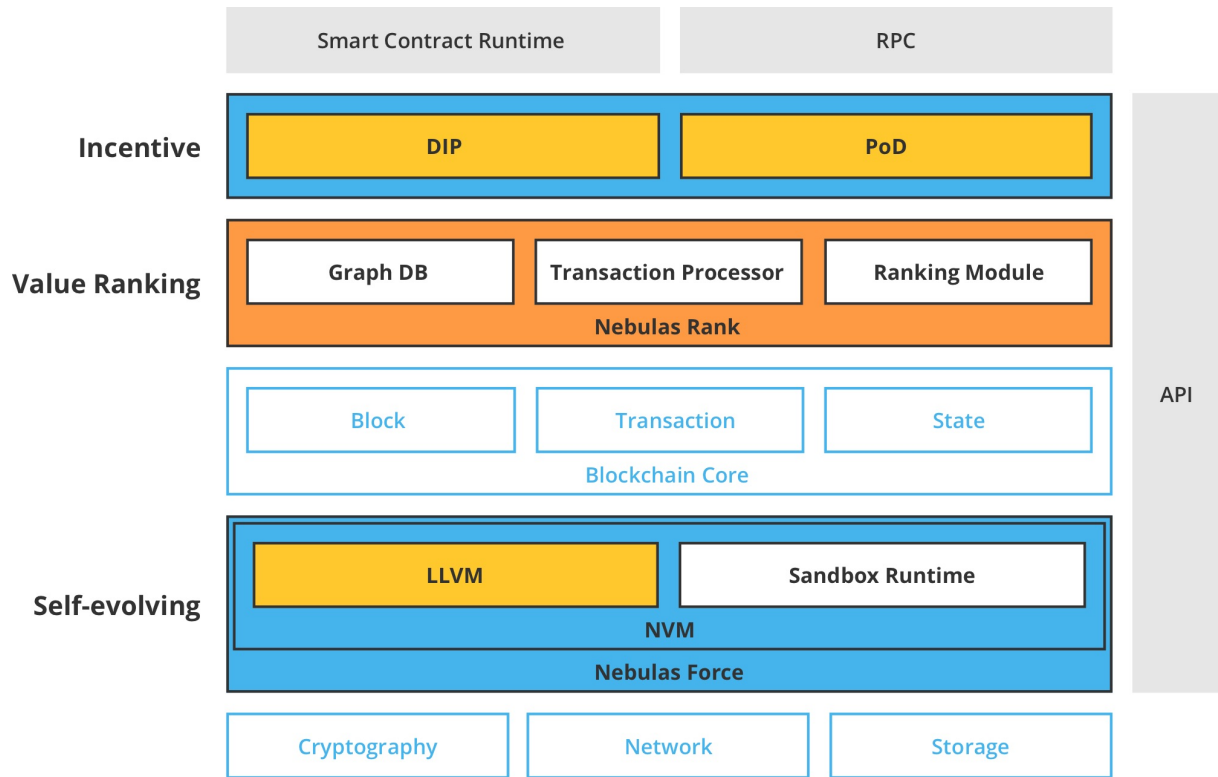 Smart Contract Runtime
RPC
Incentive
DIP
PoD
Value Ranking
Graph DB
Transaction Processor
Ranking Module
Nebulas Rank
API
Block
Transaction
State
Blockchain Core
Self-evolving
LLVM
Sandbox Runtime
NVM
Nebulas Force
Cryptography
Network
Storage